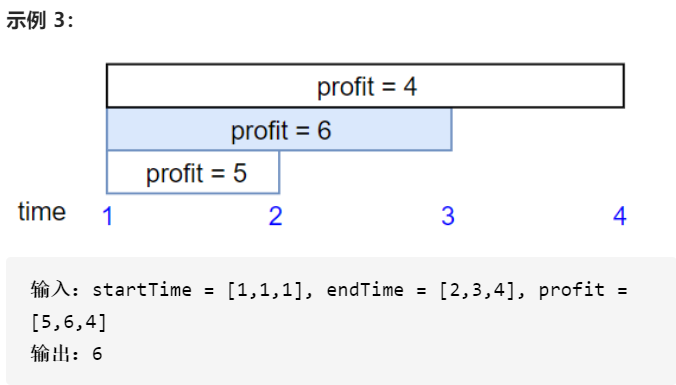 示例 3：
profit = 4
profit = 6
profit = 5
time 1 2 3 4
输入：startTime = [1,1,1], endTime = [2,3,4], profit =
[5,6,4]
输出：6